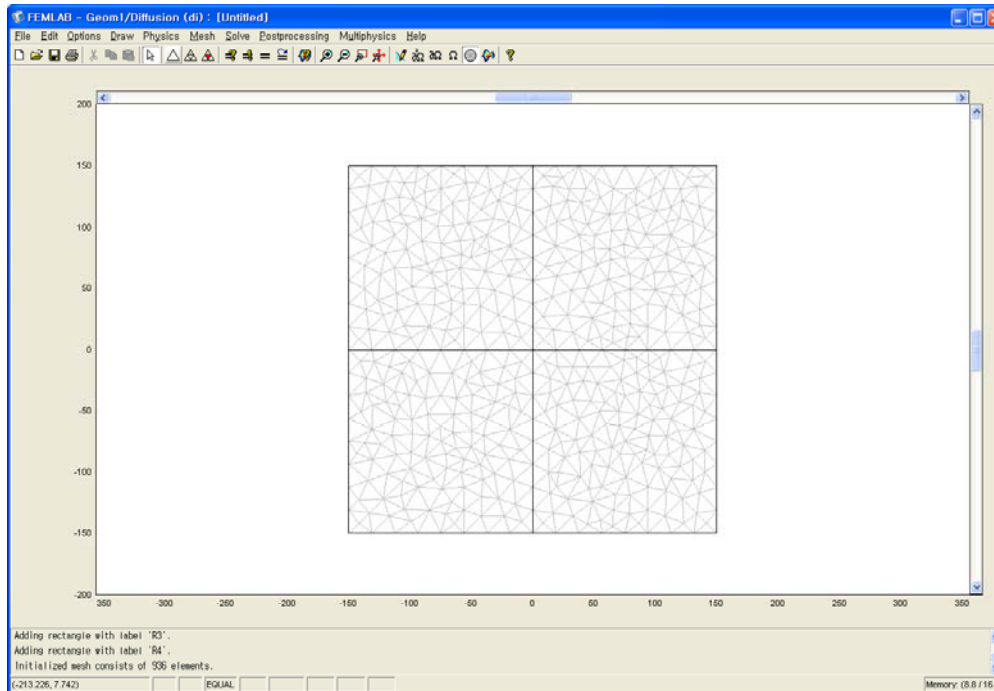 FEMLAB - Geom1/Diffusion (di) : [Untitled]
File Edit Options Draw Physics Mesh Solve Postprocessing Multiphysics Help
200
150
100
50
0
-50
-100
-150
-200
350 -300 -250 -200 -150 -100 -50 0 50 100 150 200 250 300 350
Adding rectangle with label 'R3'.
Adding rectangle with label 'R4'.
Initialized mesh consists of 936 elements.
(-213.226, 7.742) EQUAL Memory: (8.8 / 16